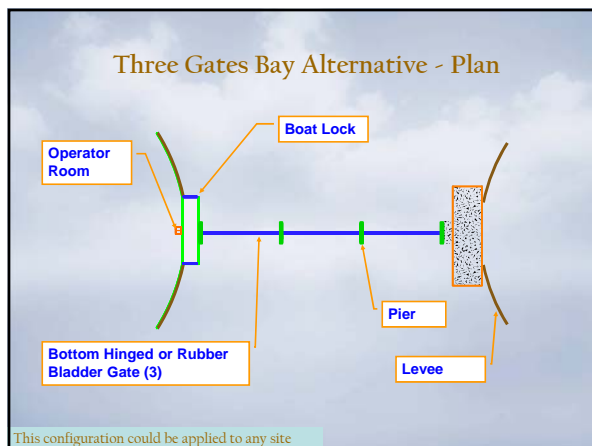 Three Gates Bay Alternative - Plan
Boat Lock
Operator
Room
Pier
Bottom Hinged or Rubber
Bladder Gate (3)
Levee
This configuration could be applied to any site